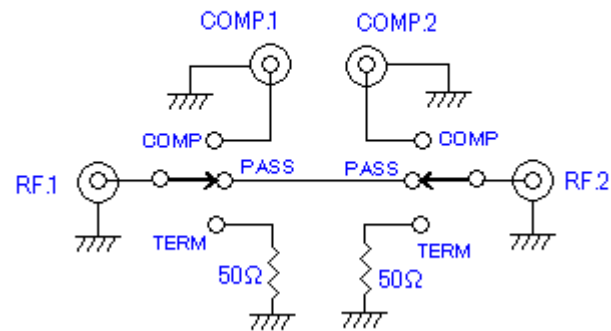 COMP.1
COMP.2
COMP
COMP
RF.1
PASS
PASS
RF.2
TERM
TERM
50Ω
50Ω